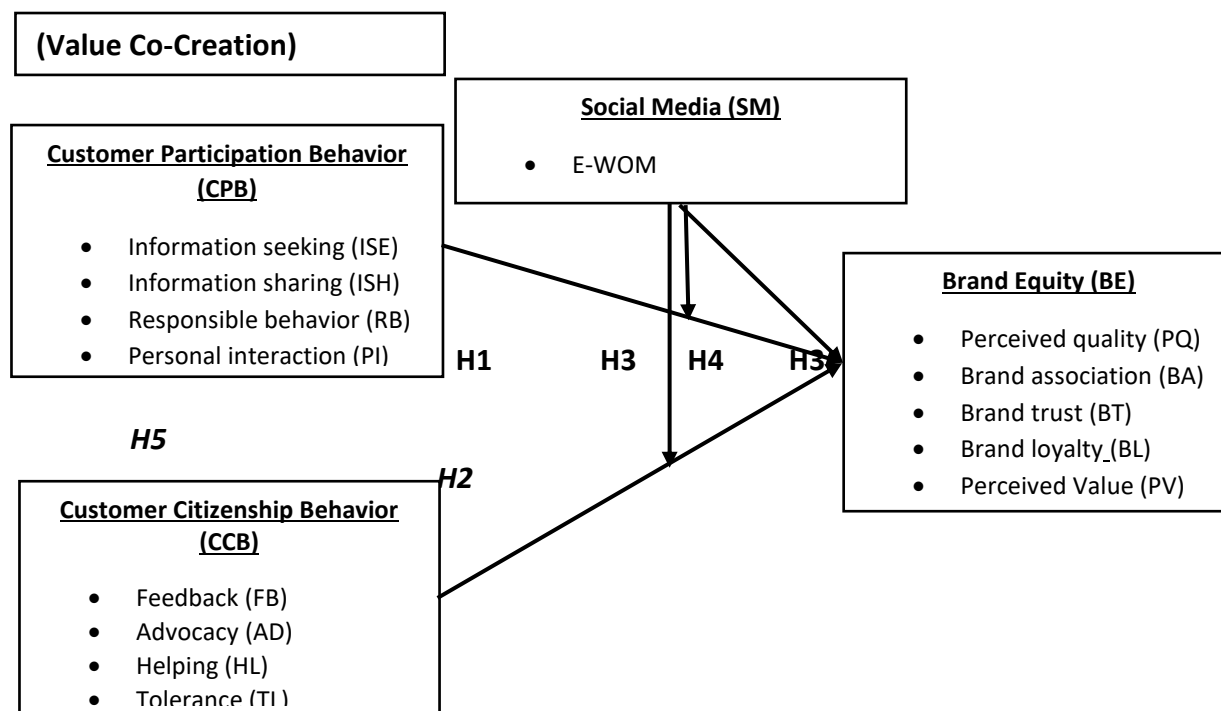 (Value Co-Creation)
Social Media (SM)
• E-WOM
Customer Participation Behavior
(CPB)
• Information seeking (ISE)
• Information sharing (ISH)
• Responsible behavior (RB)
• Personal interaction (PI)
Brand Equity (BE)
• Perceived quality (PQ)
• Brand association (BA)
• Brand trust (BT)
• Brand loyalty (BL)
• Perceived Value (PV)
H1
H3
H4
H3
H5
H2
Customer Citizenship Behavior
(CCB)
• Feedback (FB)
• Advocacy (AD)
• Helping (HL)
• Tolerance (TL)